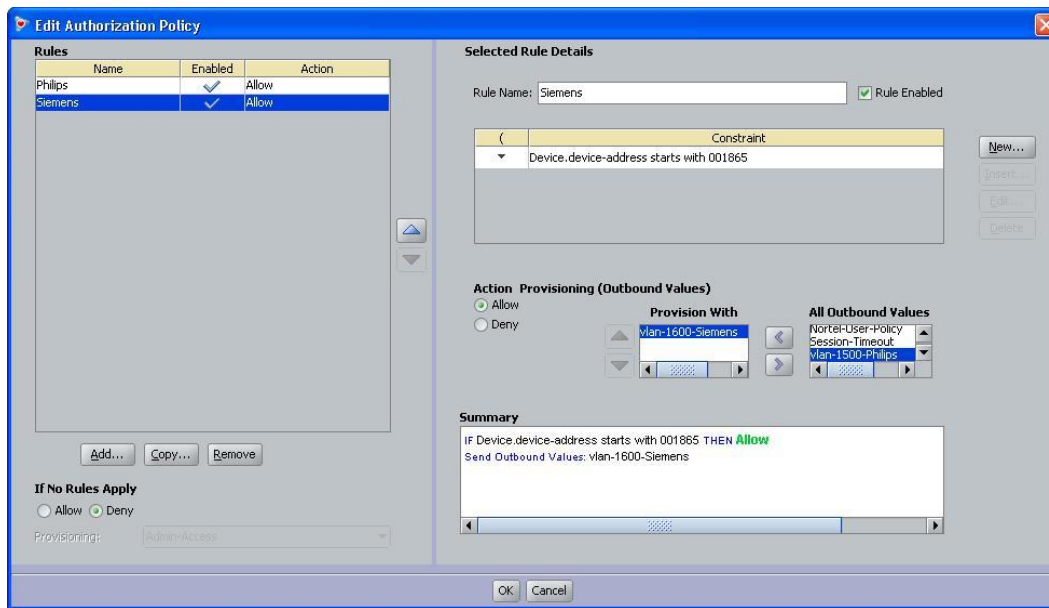 Edit Authorization Policy
Rules
Name Enabled Action
Philips Allow
Siemens Allow
Add... Copy... Remove
If No Rules Apply
Allow Deny
Provisioning: Admin-Access
Selected Rule Details
Rule Name: Siemens Rule Enabled
( Constraint
Device.device-address starts with 001865
New...
Insert...
Edit...
Delete
Action Provisioning (Outbound Values)
Allow
Deny
Provision With
vlan-1600-Siemens
All Outbound Values
Nortel-User-Policy
Session-Timeout
vlan-1500-Philips
Summary
IF Device.device-address starts with 001865 THEN Allow
Send Outbound Values: vlan-1600-Siemens
OK Cancel